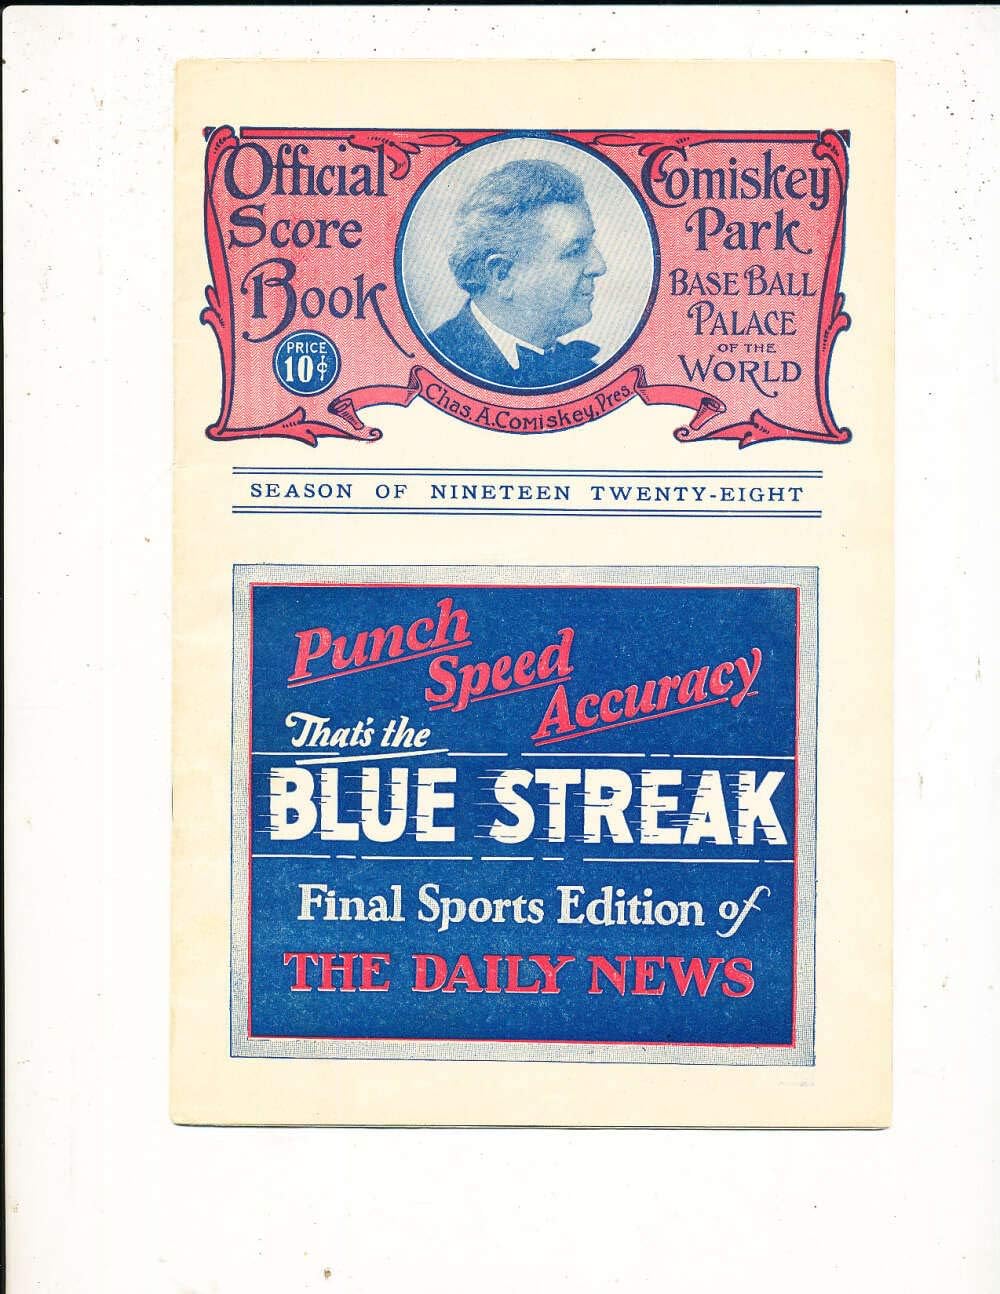 Official
Score
Book
PRICE
10¢
Comiskey
Park
BASE BALL
PALACE
OF THE
WORLD
Chas. A. Comiskey, Pres.
SEASON OF NINETEEN TWENTY-EIGHT
Punch
Speed
Accuracy
That's the
BLUE STREAK
Final Sports Edition of
THE DAILY NEWS